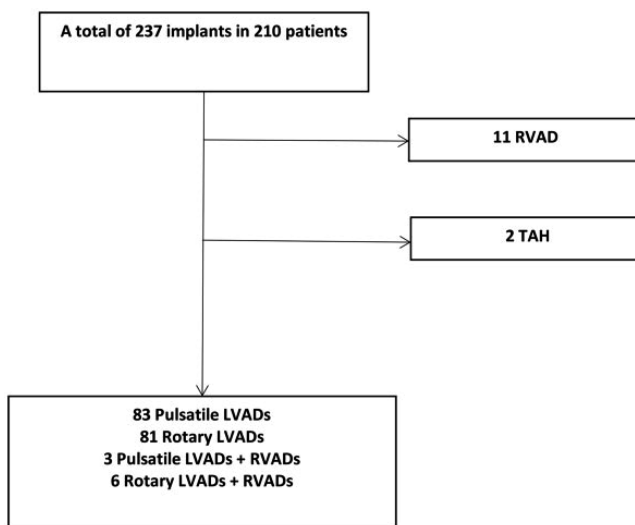 A total of 237 implants in 210 patients
11 RVAD
2 TAH
83 Pulsatile LVADs
81 Rotary LVADs
3 Pulsatile LVADs + RVADs
6 Rotary LVADs + RVADs